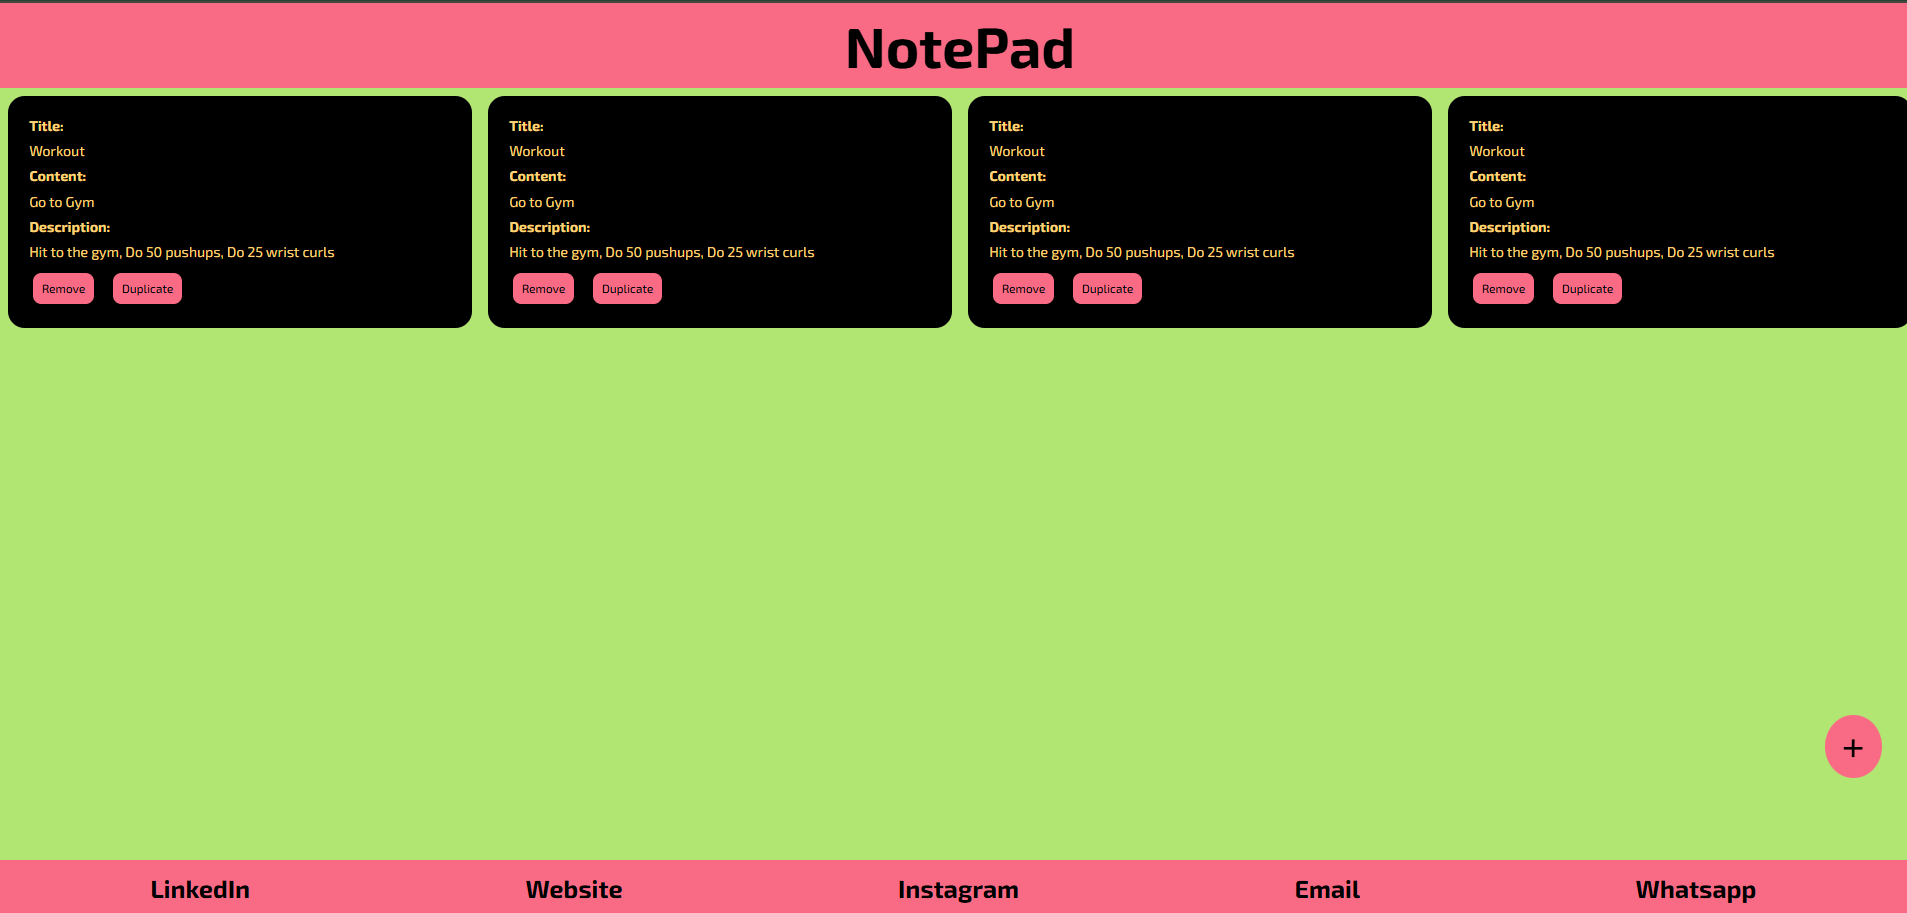 NotePad
Title:
Workout
Content:
Go to Gym
Description:
Hit to the gym, Do 50 pushups, Do 25 wrist curls
Remove Duplicate
Title:
Workout
Content:
Go to Gym
Description:
Hit to the gym, Do 50 pushups, Do 25 wrist curls
Remove Duplicate
Title:
Workout
Content:
Go to Gym
Description:
Hit to the gym, Do 50 pushups, Do 25 wrist curls
Remove Duplicate
Title:
Workout
Content:
Go to Gym
Description:
Hit to the gym, Do 50 pushups, Do 25 wrist curls
Remove Duplicate
+
LinkedIn Website Instagram Email Whatsapp